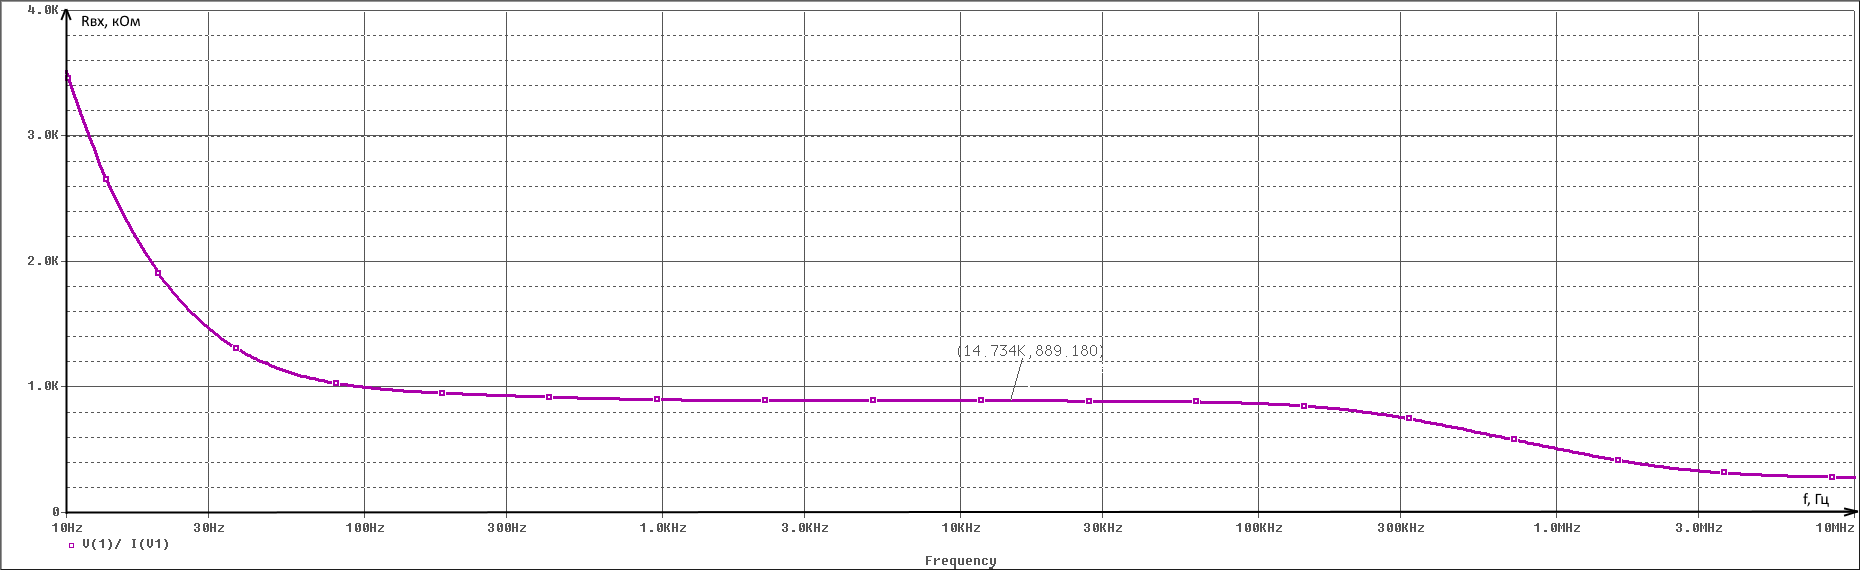 4.0K
Rвх, кОм
3.0K
2.0K
(14.734K,889.180)
1.0K
f, Гц
0
10Hz 30Hz 100Hz 300Hz 1.0KHz 3.0KHz 10KHz 30KHz 100KHz 300KHz 1.0MHz 3.0MHz 10MHz
V(1)/ I(V1)
Frequency